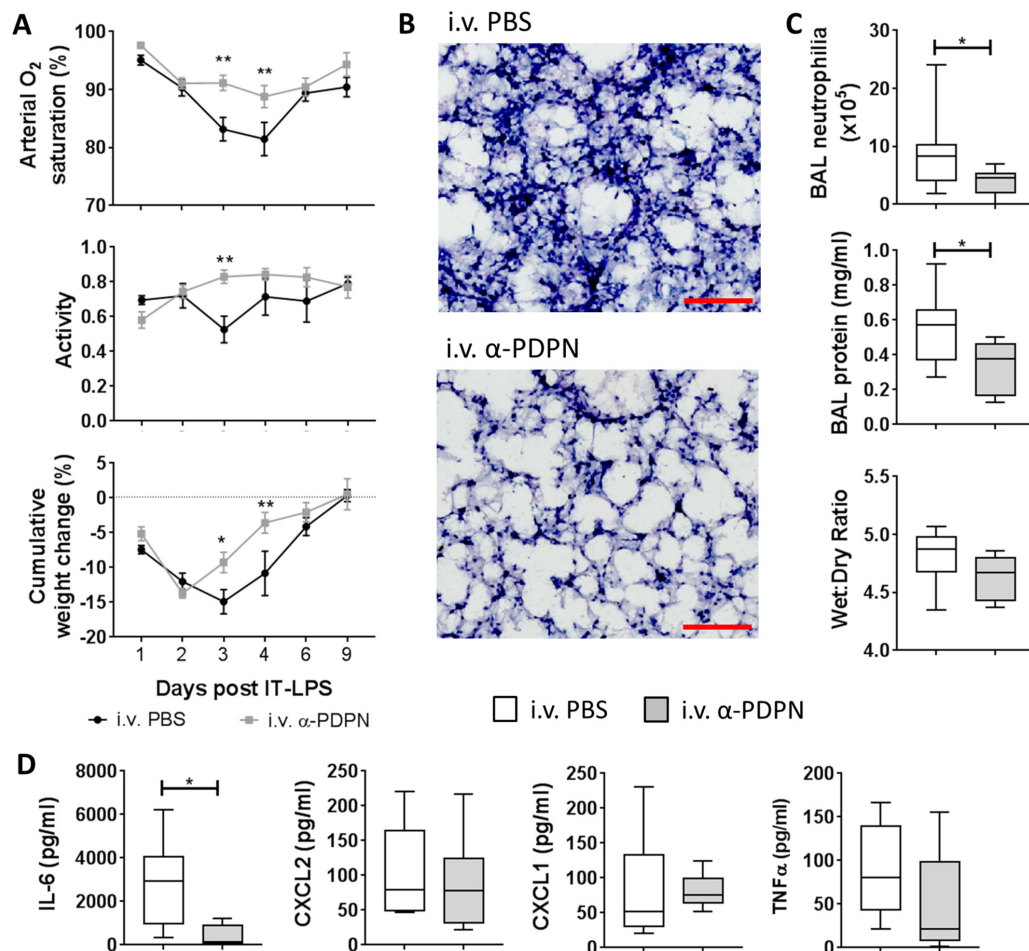 A
Arterial O2
saturation (%)
100
90
80
70
**
**
Activity
1.0
0.8
0.6
0.4
0.2
0.0
**
Cumulative
weight change (%)
5
0
-5
-10
-15
-20
*
**
1 2 3 4 6 9
Days post IT-LPS
i.v. PBS
i.v. α-PDPN
B
i.v. PBS
i.v. α-PDPN
C
BAL neutrophilia
(x10⁵)
30
20
10
0
*
BAL protein (mg/ml)
1.0
0.8
0.6
0.4
0.2
0.0
*
Wet:Dry Ratio
5.5
5.0
4.5
4.0
i.v. PBS
i.v. α-PDPN
D
IL-6 (pg/ml)
8000
6000
4000
2000
0
*
CXCL2 (pg/ml)
250
200
150
100
50
0
CXCL1 (pg/ml)
250
200
150
100
50
0
TNFα (pg/ml)
200
150
100
50
0